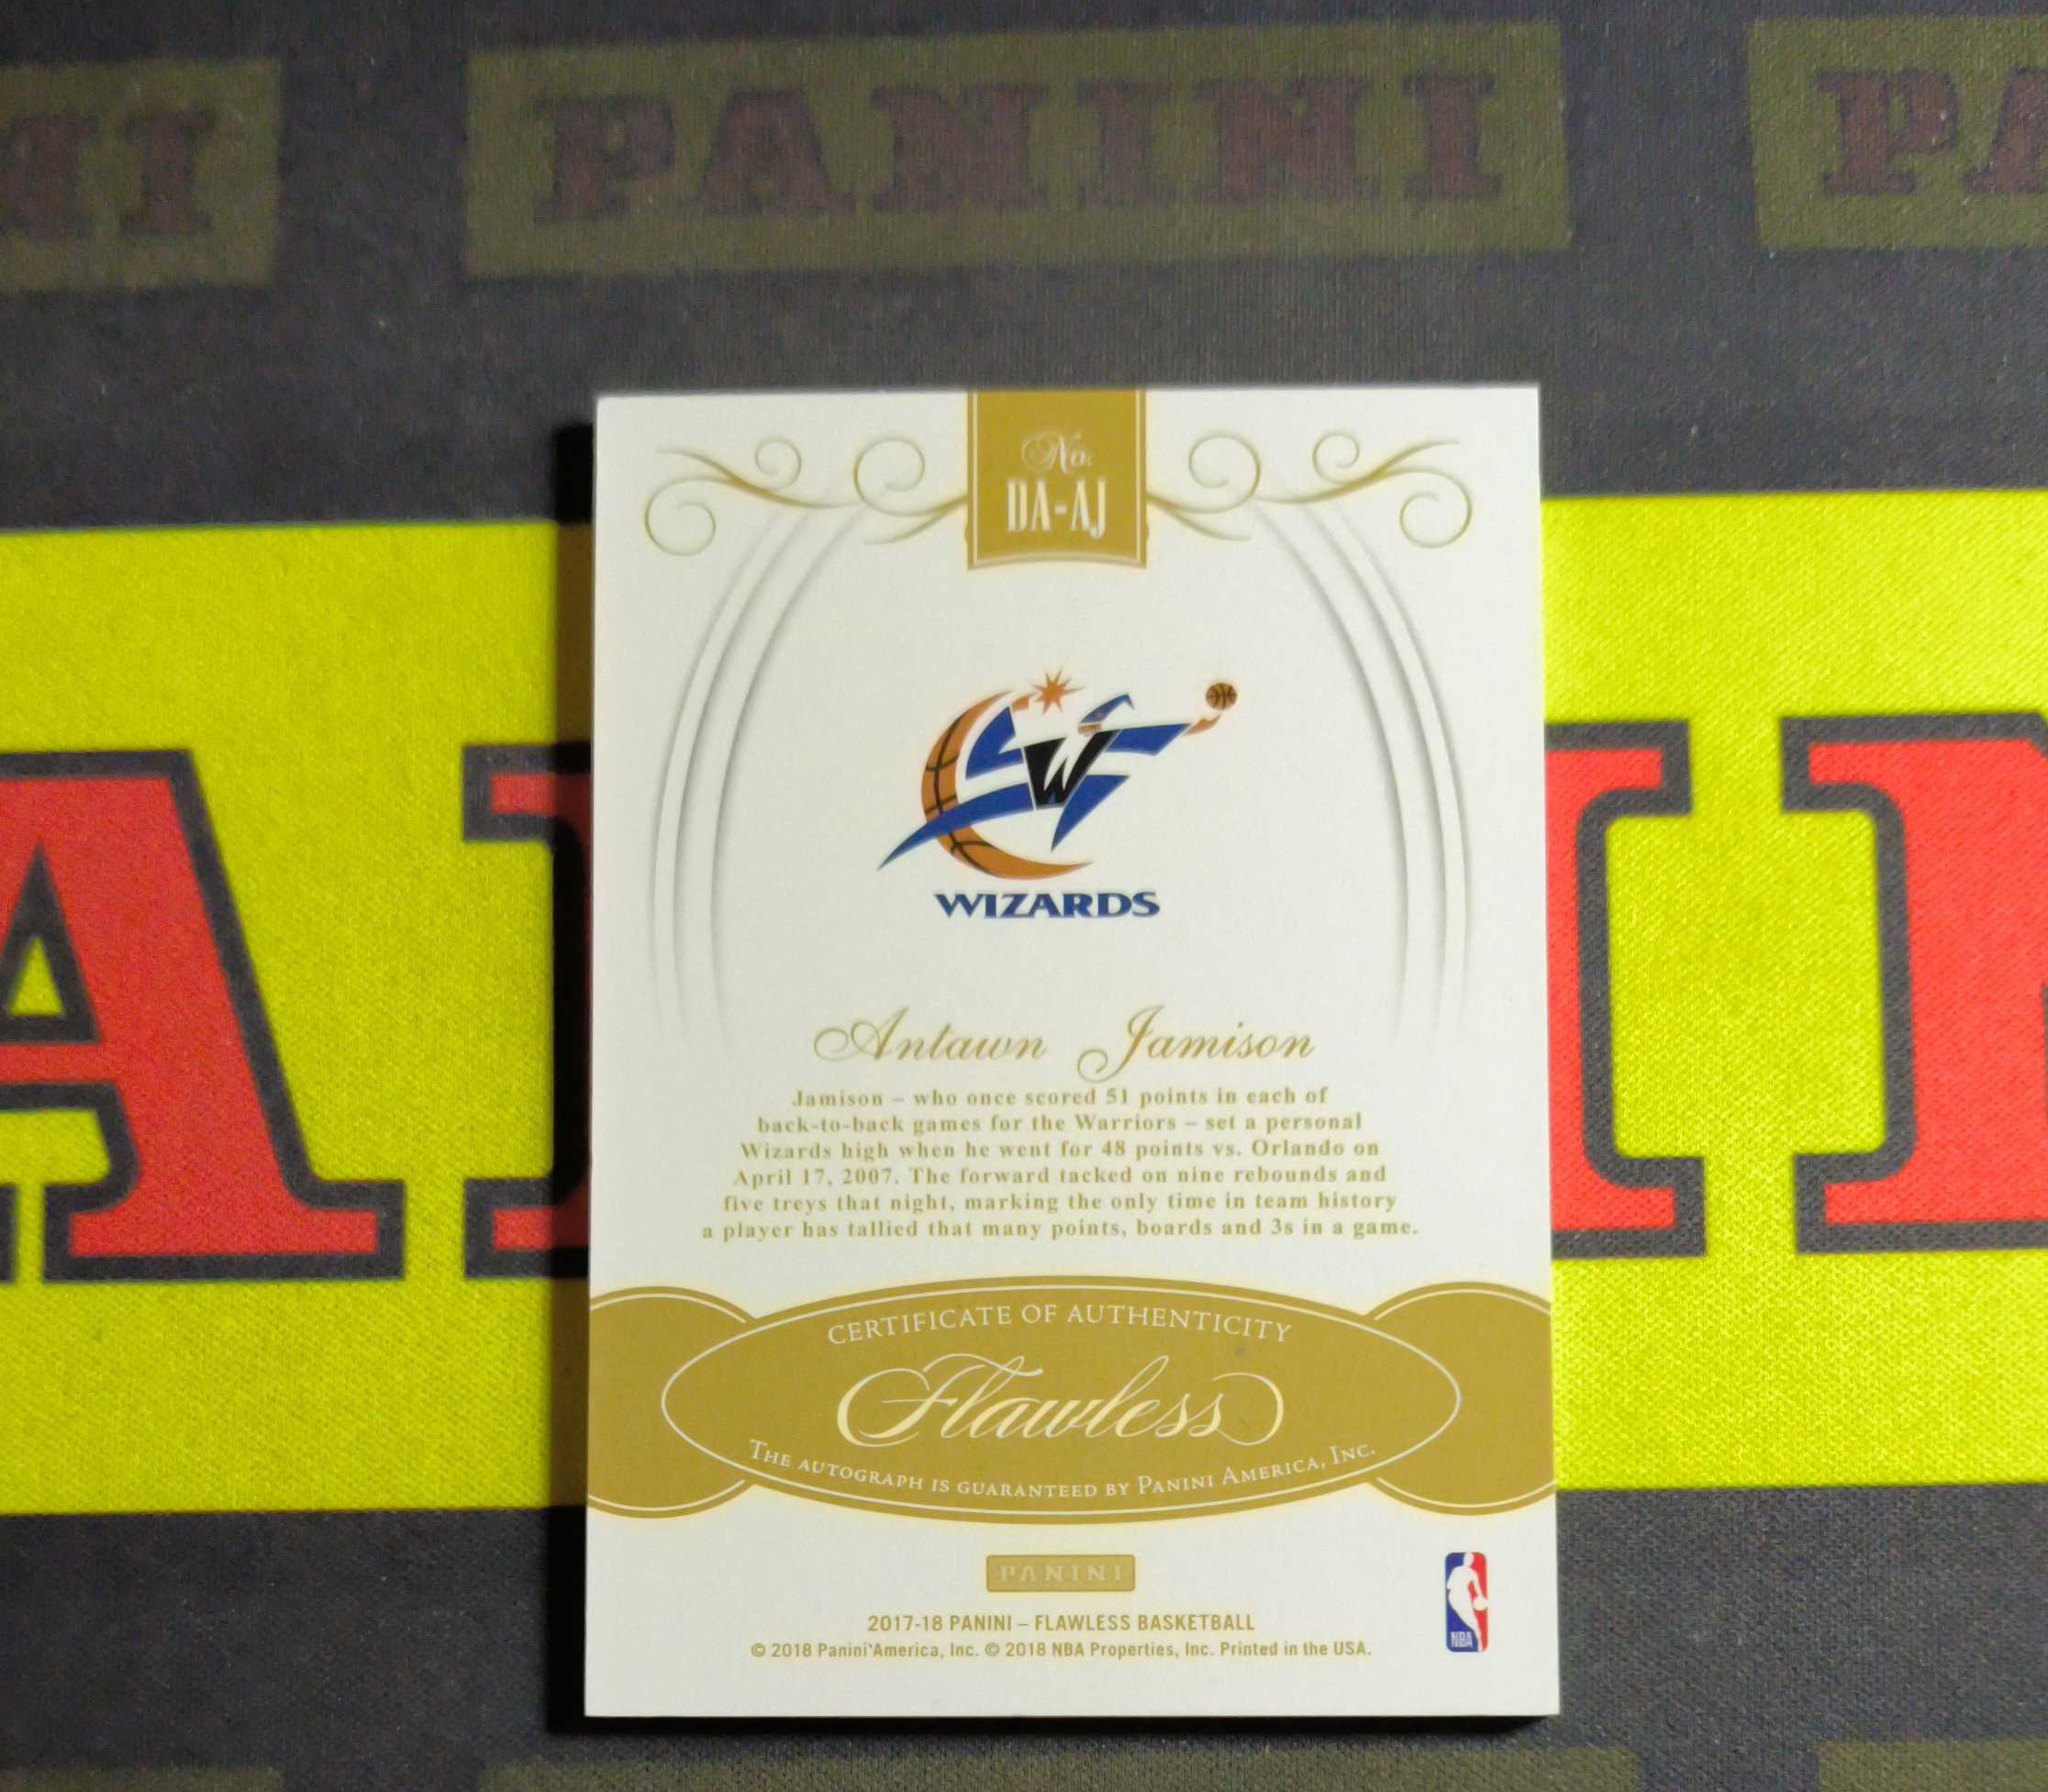 PANINI
No.
DA-AJ
W
WIZARDS
Antawn Jamison
Jamison – who once scored 51 points in each of
back-to-back games for the Warriors – set a personal
Wizards high when he went for 48 points vs. Orlando on
April 17, 2007. The forward tacked on nine rebounds and
five treys that night, marking the only time in team history
a player has tallied that many points, boards and 3s in a game.
CERTIFICATE OF AUTHENTICITY
Flawless
THE AUTOGRAPH IS GUARANTEED BY PANINI AMERICA, INC.
PANINI
2017-18 PANINI – FLAWLESS BASKETBALL
© 2018 Panini America, Inc. © 2018 NBA Properties, Inc. Printed in the USA.
NBA